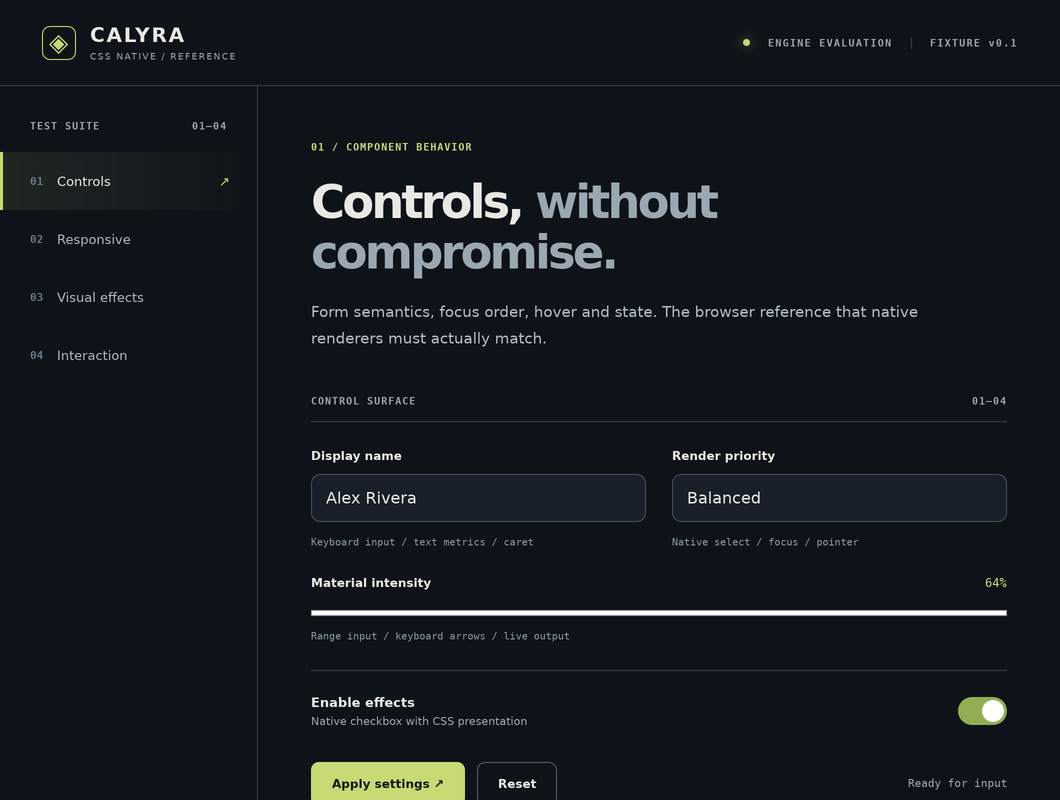 CALYRA
CSS NATIVE / REFERENCE
ENGINE EVALUATION | FIXTURE v0.1
TEST SUITE 01—04
01 Controls ↗
02 Responsive
03 Visual effects
04 Interaction
01 / COMPONENT BEHAVIOR
Controls, without
compromise.
Form semantics, focus order, hover and state. The browser reference that native
renderers must actually match.
CONTROL SURFACE 01—04
Display name
Alex Rivera
Keyboard input / text metrics / caret
Render priority
Balanced
Native select / focus / pointer
Material intensity 64%
Range input / keyboard arrows / live output
Enable effects
Native checkbox with CSS presentation
Apply settings ↗
Reset
Ready for input